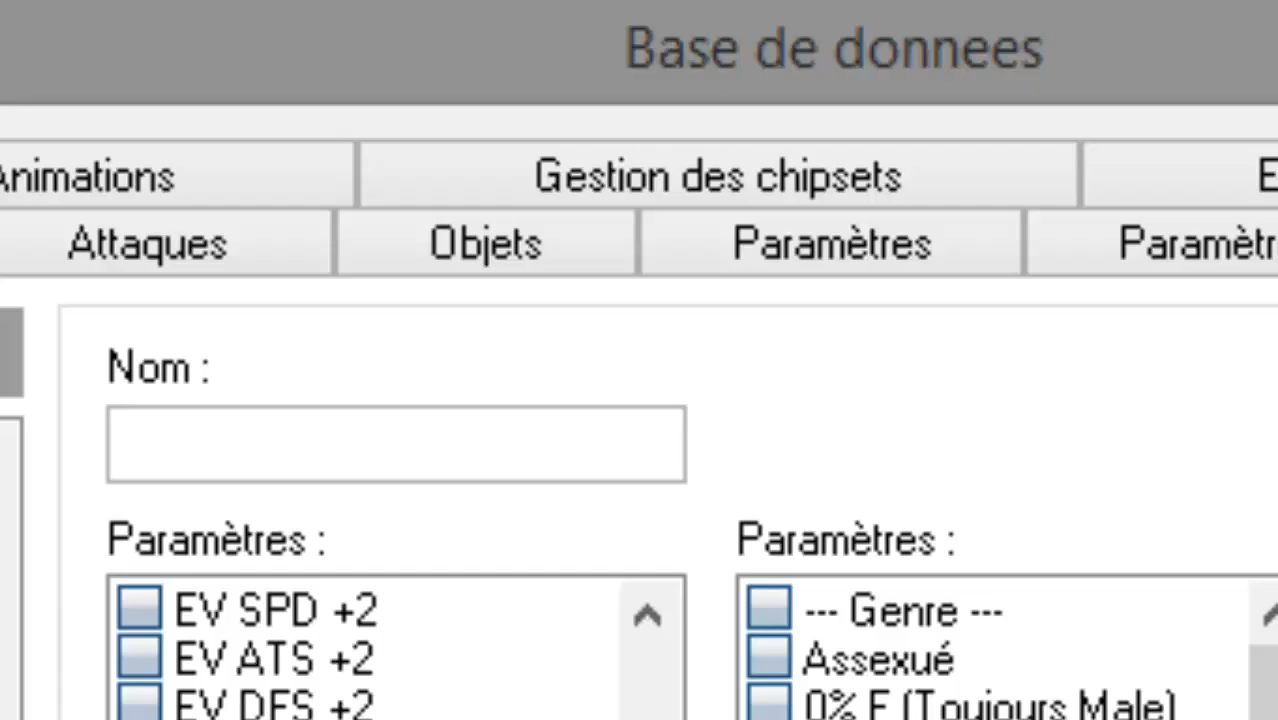 Base de donnees
Animations Gestion des chipsets
Attaques Objets Paramètres
Nom :
Paramètres : Paramètres :
EV SPD +2 --- Genre ---
EV ATS +2 Assexué
EV DFS +2 0% F (Toujours Male)